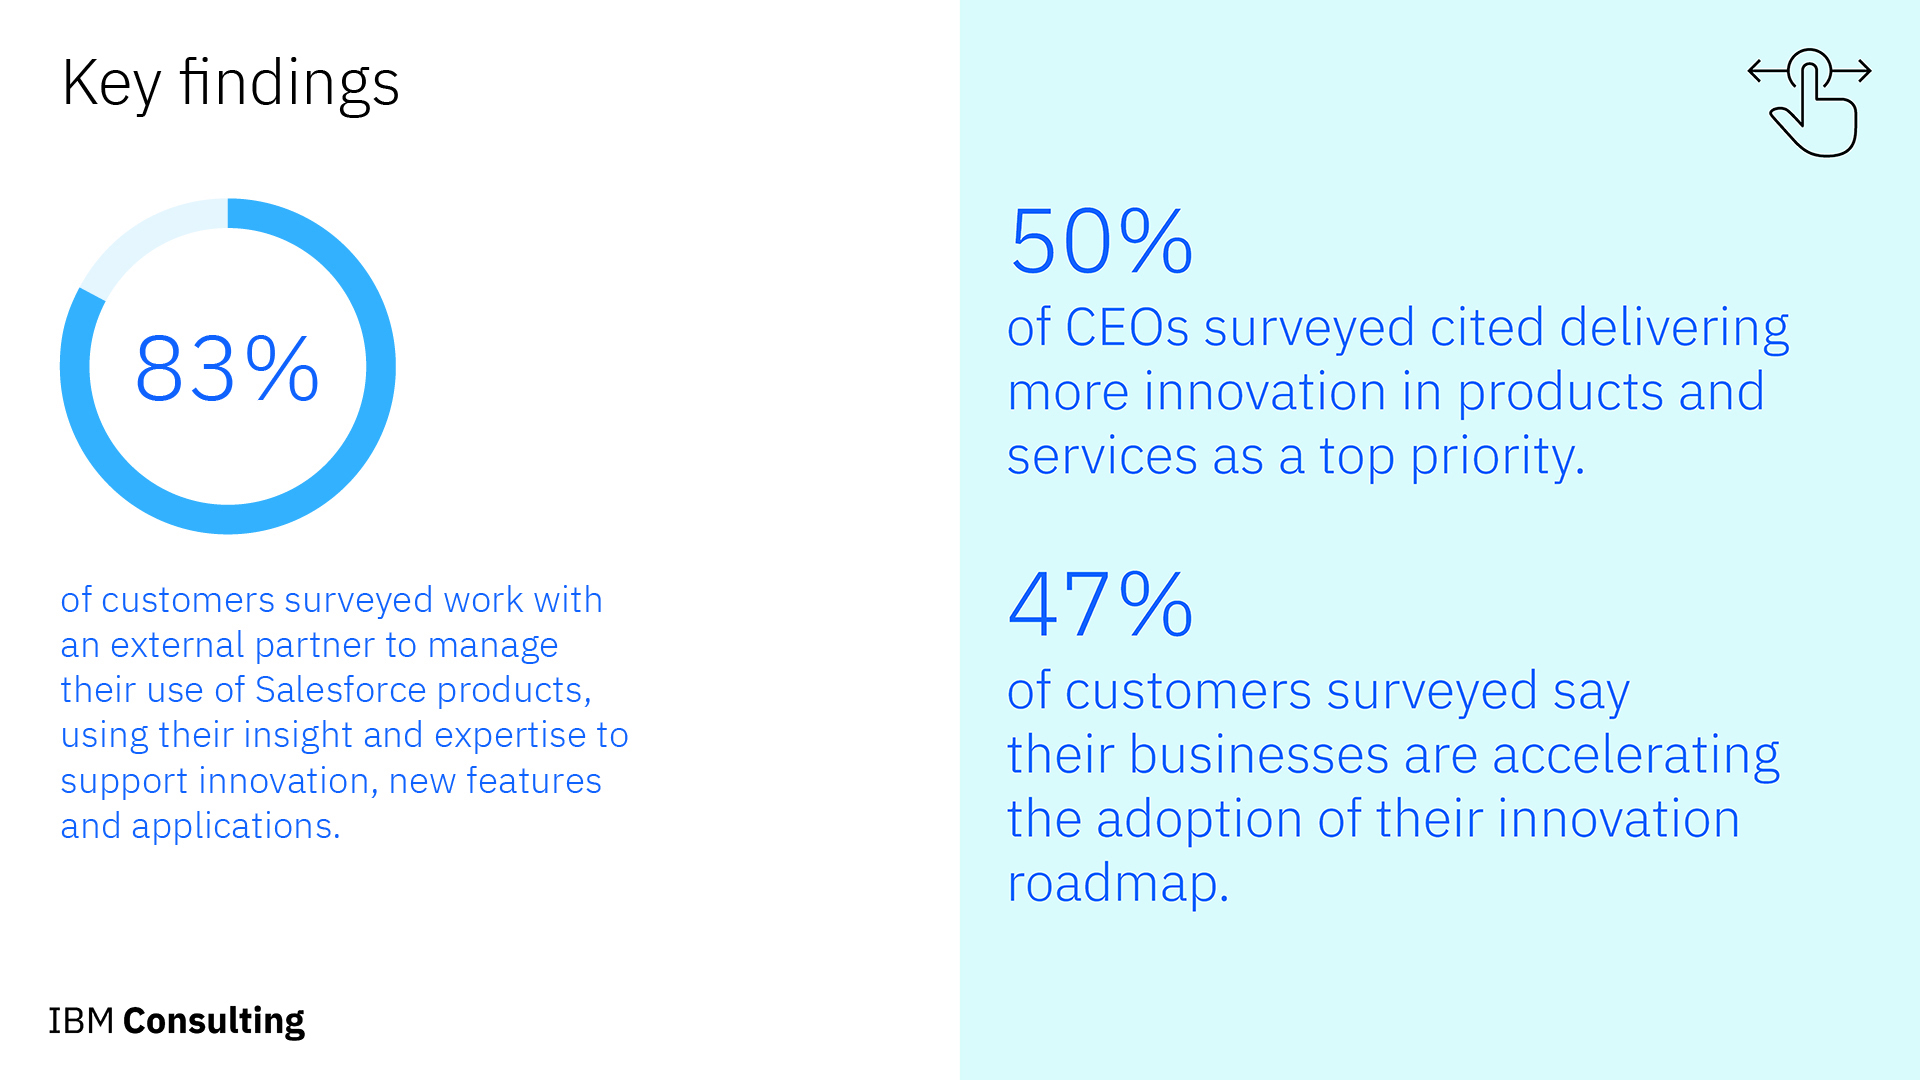 Key findings
83%
of customers surveyed work with
an external partner to manage
their use of Salesforce products,
using their insight and expertise to
support innovation, new features
and applications.
50%
of CEOs surveyed cited delivering
more innovation in products and
services as a top priority.
47%
of customers surveyed say
their businesses are accelerating
the adoption of their innovation
roadmap.
IBM Consulting